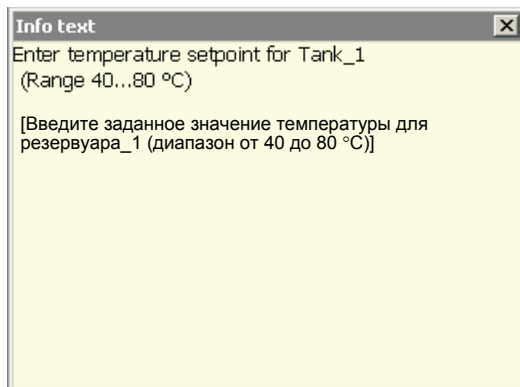 Info text
Enter temperature setpoint for Tank_1
(Range 40...80 °C)
[Введите заданное значение температуры для
резервуара_1 (диапазон от 40 до 80 °C)]